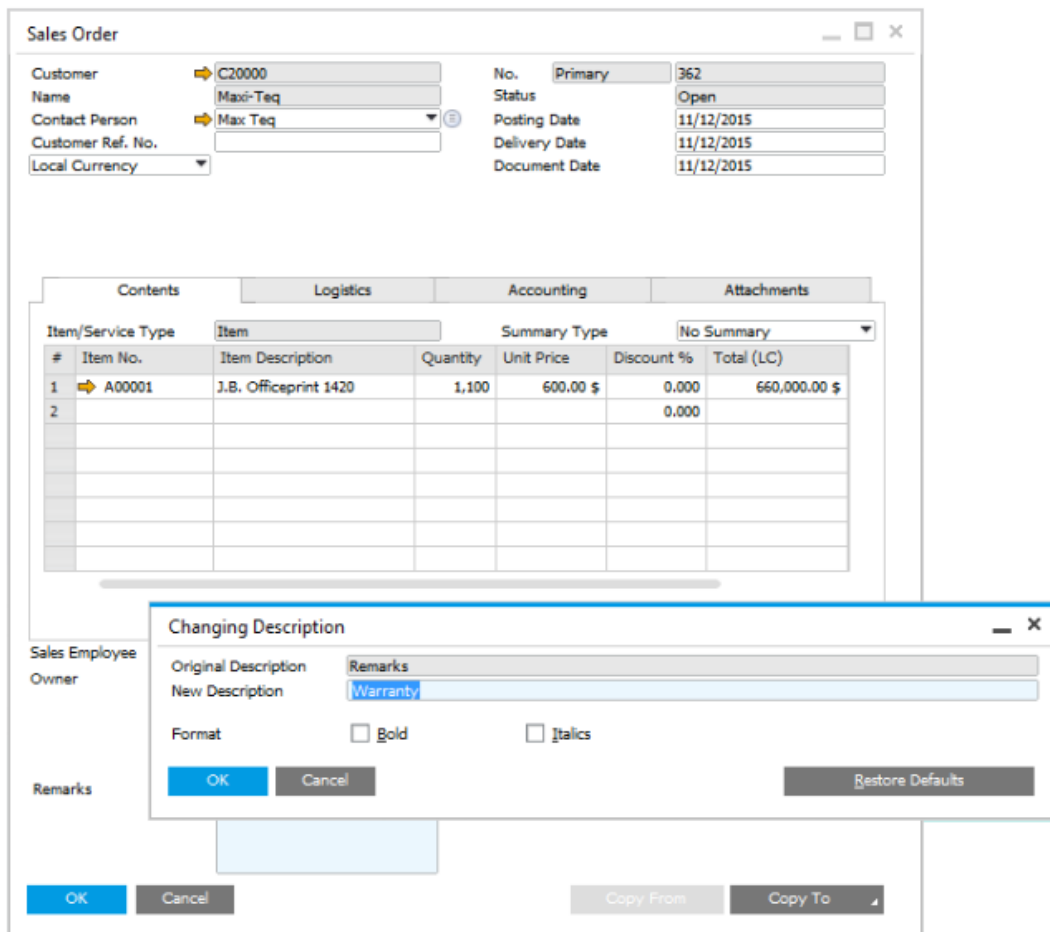 Sales Order
Customer C20000 No. Primary 362
Name Maxi-Teq Status Open
Contact Person Max Teq Posting Date 11/12/2015
Customer Ref. No. Delivery Date 11/12/2015
Local Currency Document Date 11/12/2015
Contents Logistics Accounting Attachments
Item/Service Type Item Summary Type No Summary
# Item No. Item Description Quantity Unit Price Discount % Total (LC)
1 A00001 J.B. Officeprint 1420 1,100 600.00 $ 0.000 660,000.00 $
2 0.000
Sales Employee
Owner
Remarks
Changing Description
Original Description Remarks
New Description Warranty
Format Bold Italics
OK Cancel Restore Defaults
OK Cancel Copy From Copy To